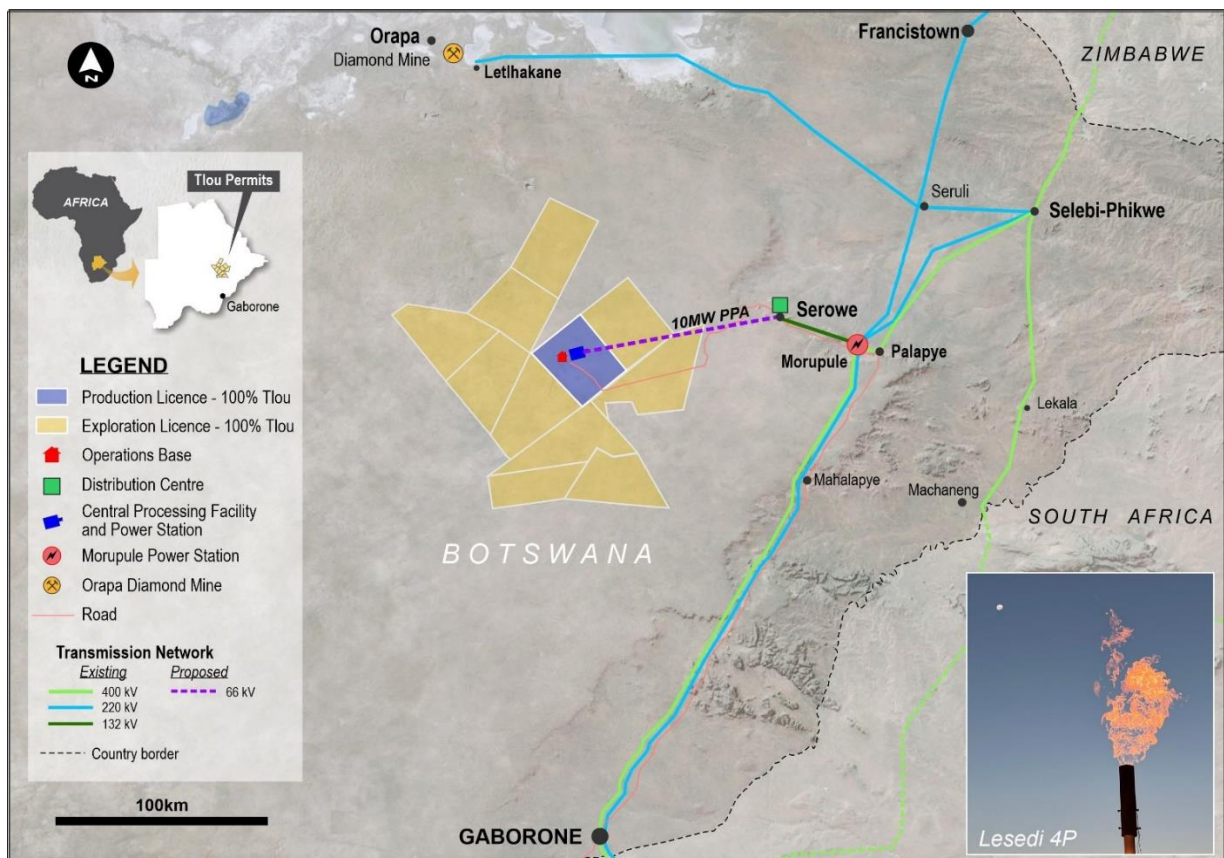 N
Orapa
Diamond Mine
Letlhakane
Francistown
ZIMBABWE
Tlou Permits
AFRICA
Gaborone
Seruli
Selebi-Phikwe
10MW PPA
Serowe
Morupule
Palapye
Lekala
Mahalapye
Machaneng
SOUTH AFRICA
BOTSWANA
GABORONE
LEGEND
Production Licence - 100% Tlou
Exploration Licence - 100% Tlou
Operations Base
Distribution Centre
Central Processing Facility
and Power Station
Morupule Power Station
Orapa Diamond Mine
Road
Transmission Network
Existing
Proposed
400 kV
66 kV
220 kV
132 kV
Country border
100km
Lesedi 4P